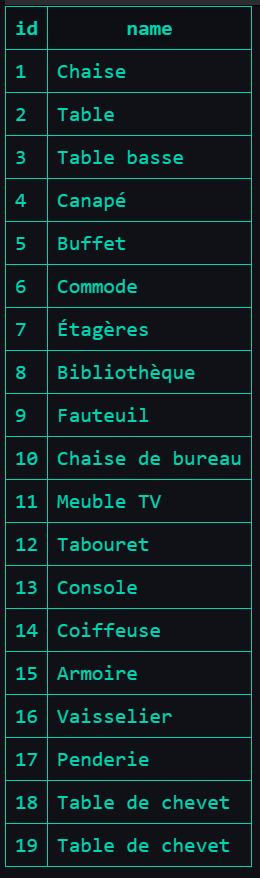 id name
1 Chaise
2 Table
3 Table basse
4 Canapé
5 Buffet
6 Commode
7 Étagères
8 Bibliothèque
9 Fauteuil
10 Chaise de bureau
11 Meuble TV
12 Tabouret
13 Console
14 Coiffeuse
15 Armoire
16 Vaisselier
17 Penderie
18 Table de chevet
19 Table de chevet